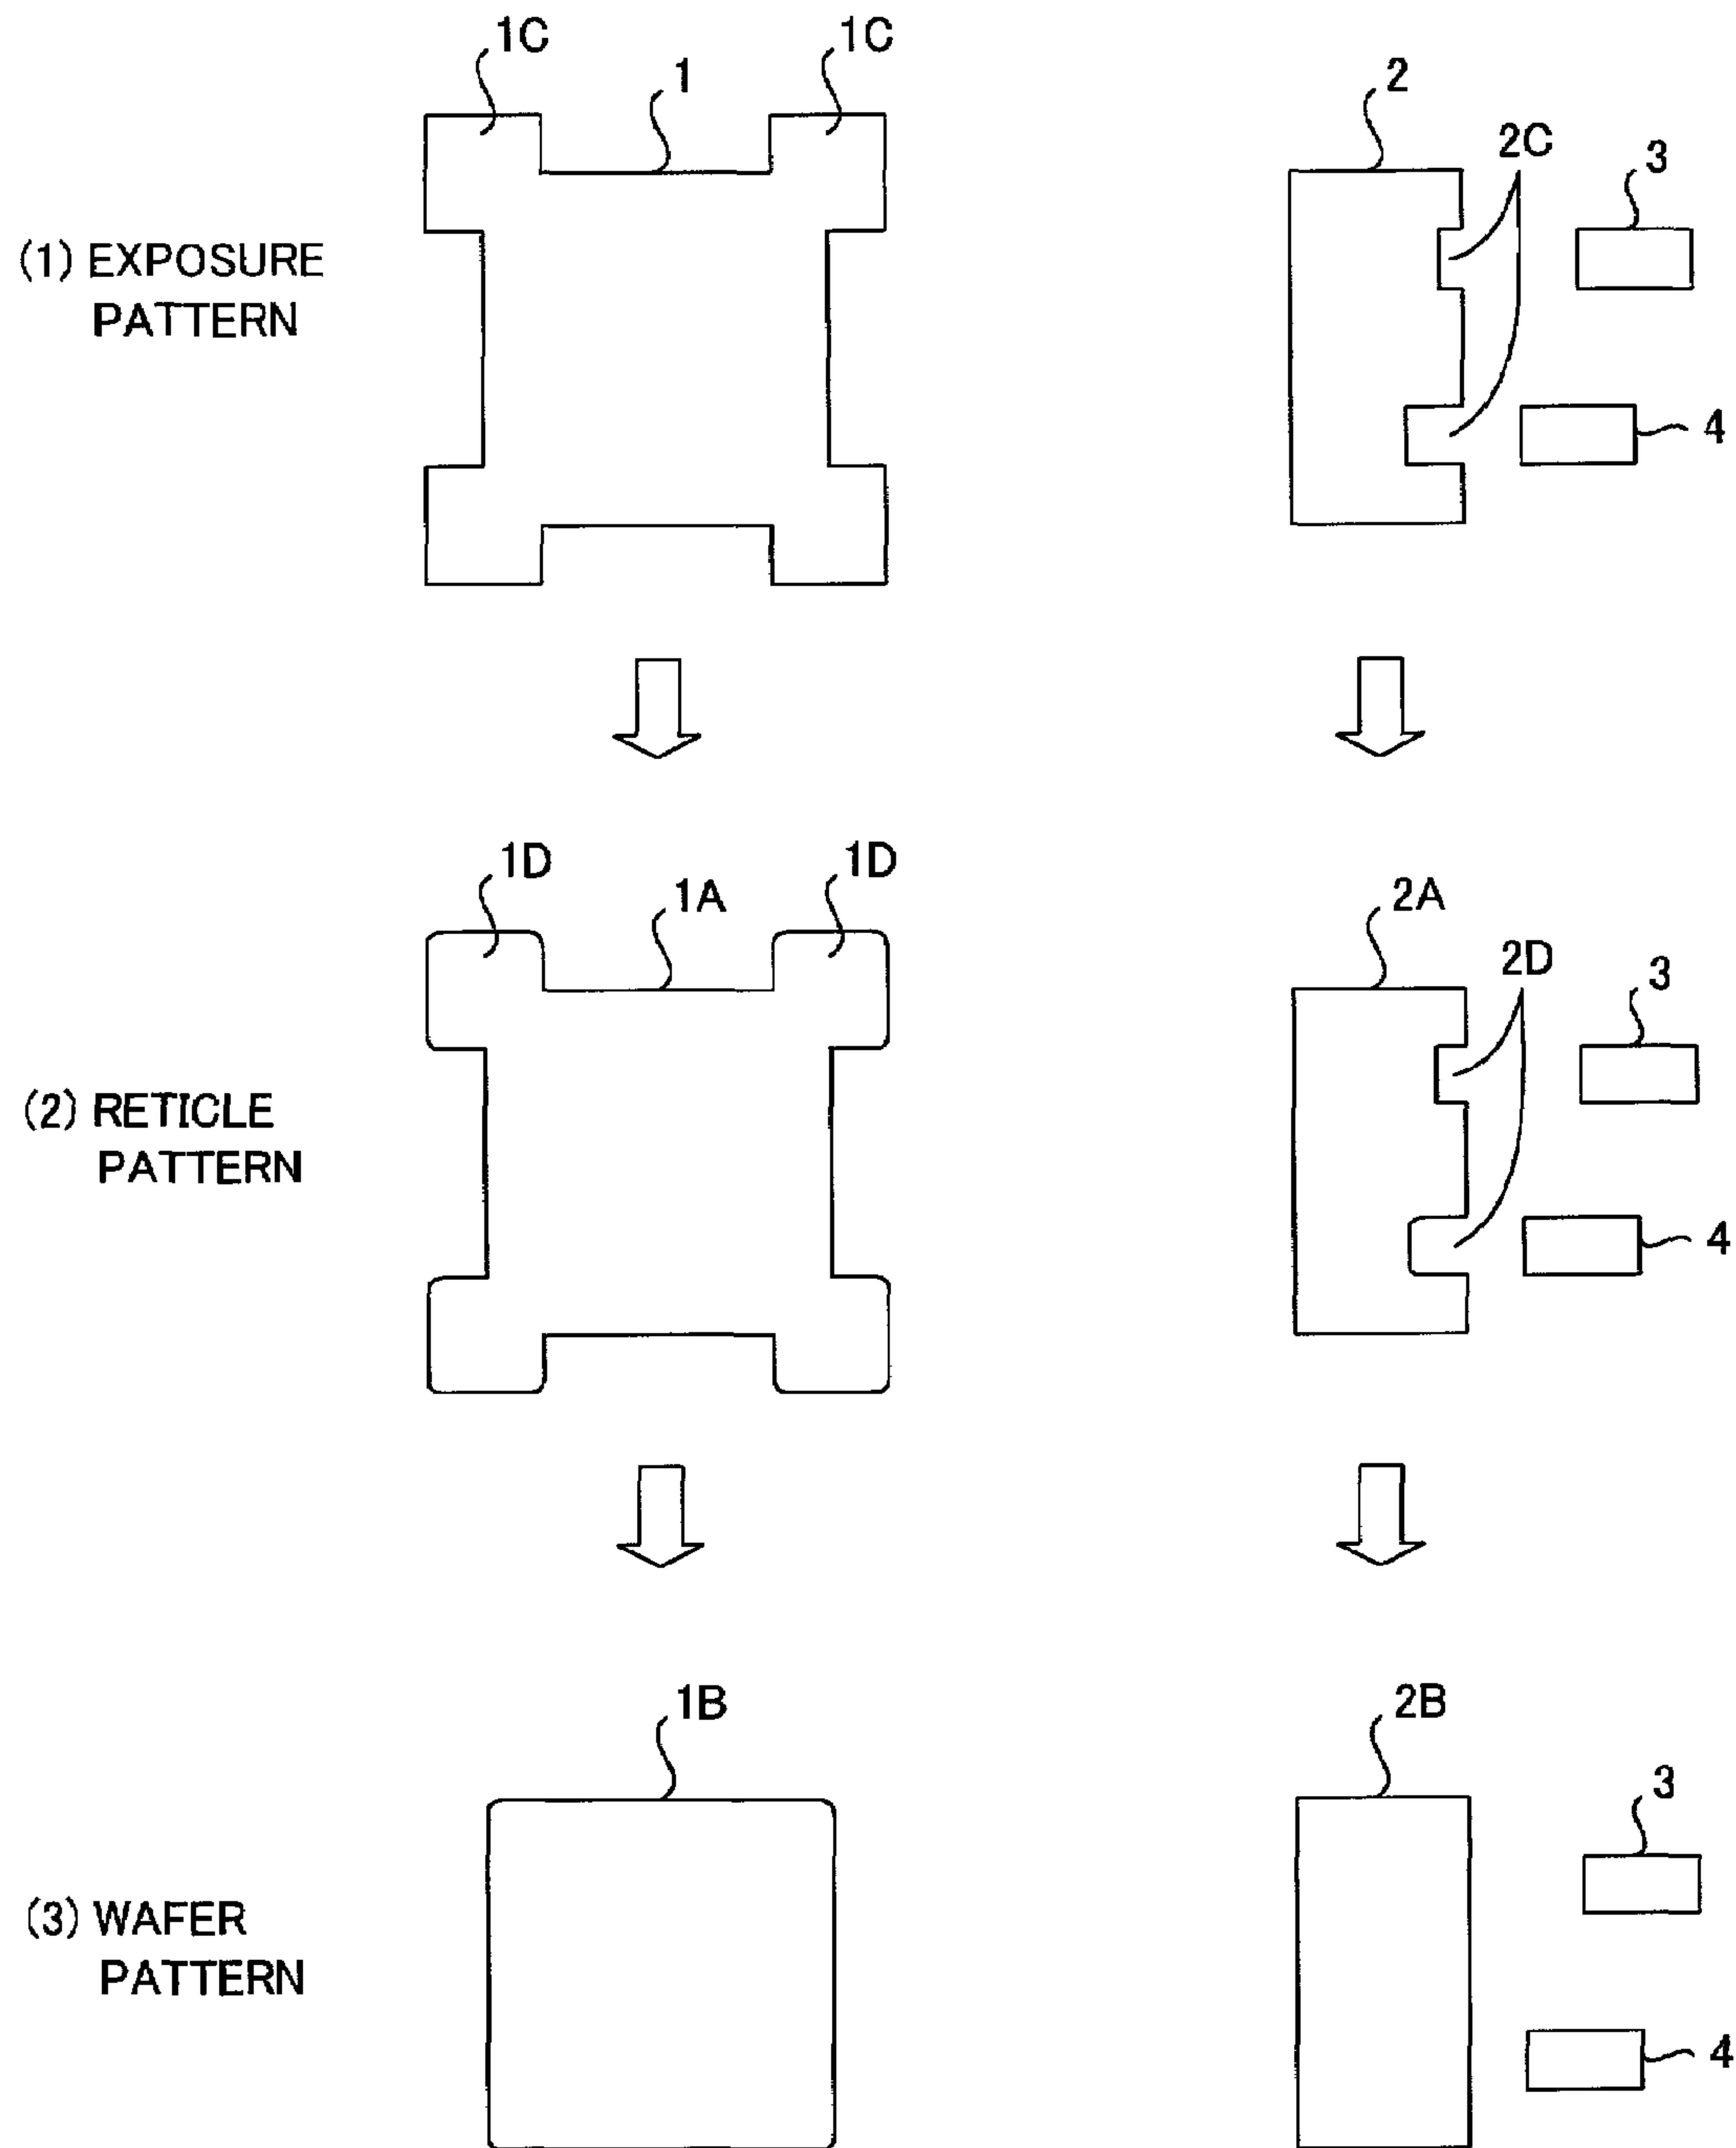 1C
1C
1
2
2C
3
(1) EXPOSURE
PATTERN
4
1D
1D
1A
2A
2D
3
(2) RETICLE
PATTERN
4
1B
2B
3
(3) WAFER
PATTERN
4